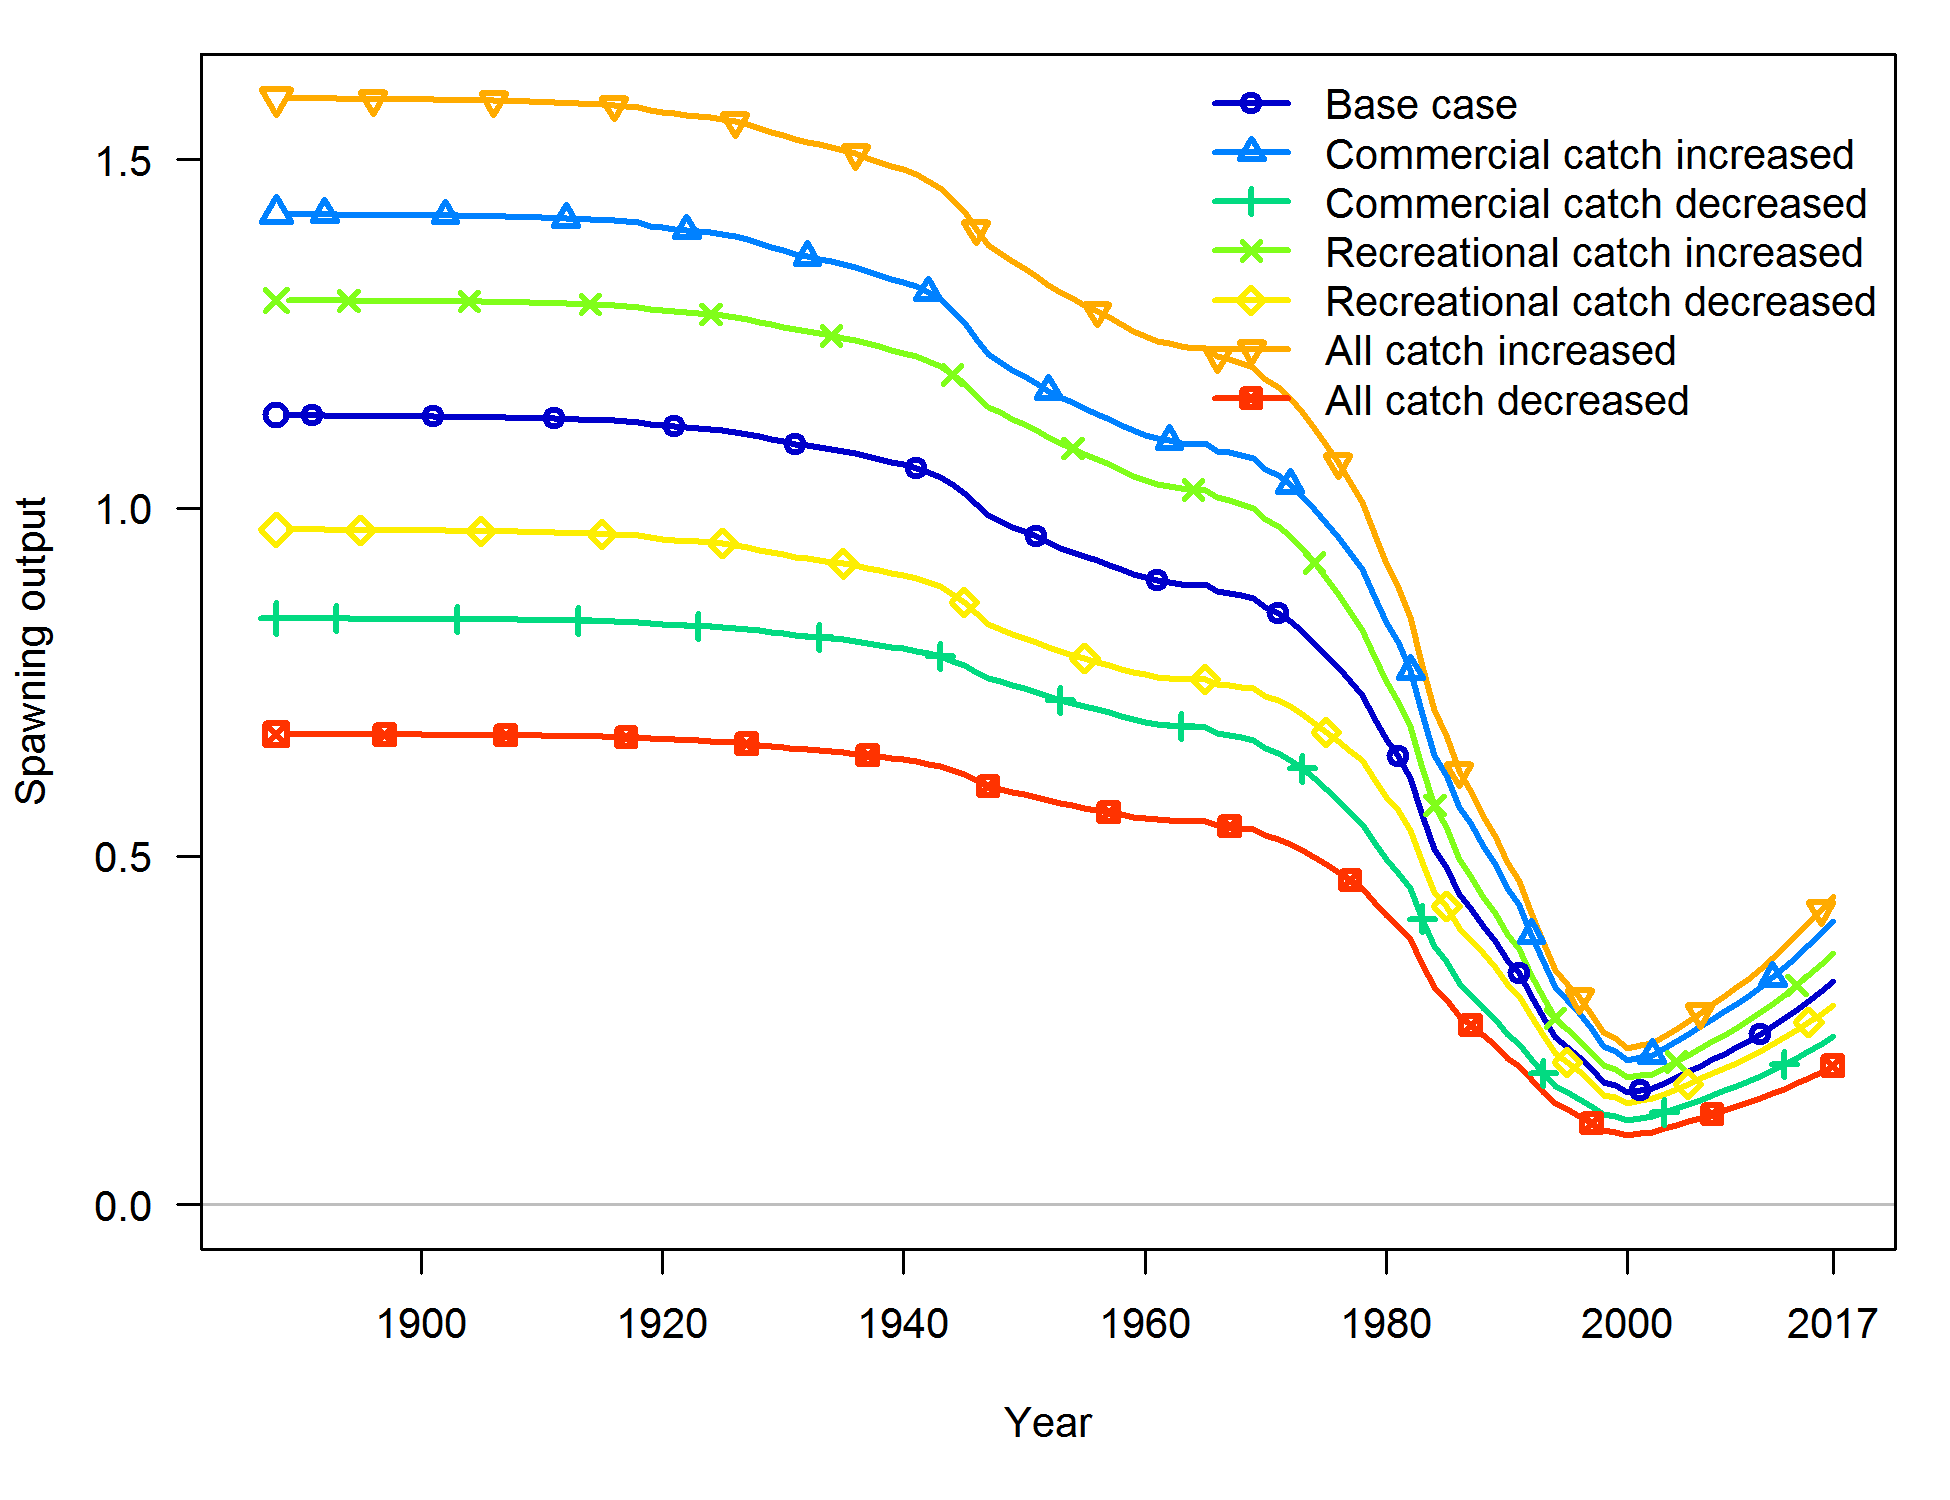 Base case
Commercial catch increased
Commercial catch decreased
Recreational catch increased
Recreational catch decreased
All catch increased
All catch decreased
1.5
1.0
0.5
0.0
Spawning output
1900 1920 1940 1960 1980 2000 2017
Year